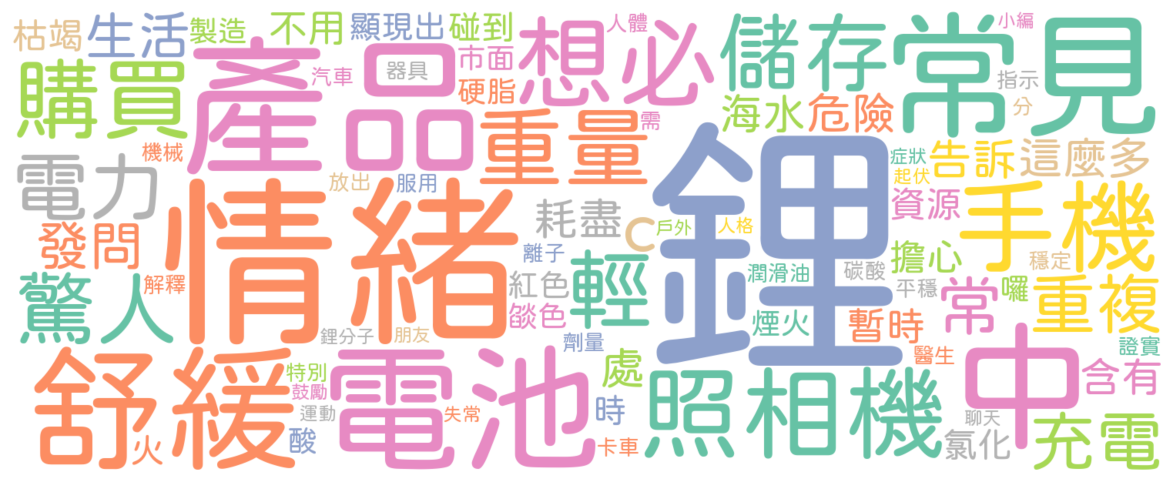 枯竭
生活
製造
不用
顯現出
碰到
市面
人體
想必
儲存
常見
小編
指示
分
購買
產品
汽車
器具
硬脂
重量
需
海水
危險
症狀
起伏
告訴
這麼多
電力
機械
放出
服用
情緒
鋰
耗盡
C
戶外
人格
資源
手機
發問
解釋
驚人
離子
紅色
輕
燄色
潤滑油
碳酸
擔心
平穩
穩定
囉
煙火
暫時
常
重複
鋰分子
朋友
劑量
醫生
證實
舒緩
特別
鼓勵
運動
電池
失常
處
時
卡車
照相機
中
含有
聊天
氯化
充電
火
酸